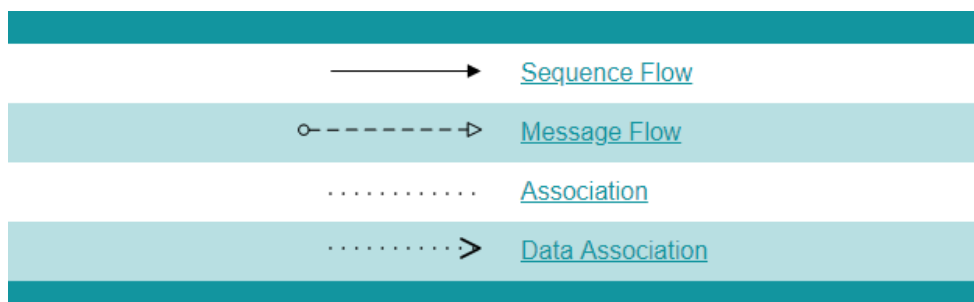 Sequence Flow
Message Flow
Association
Data Association